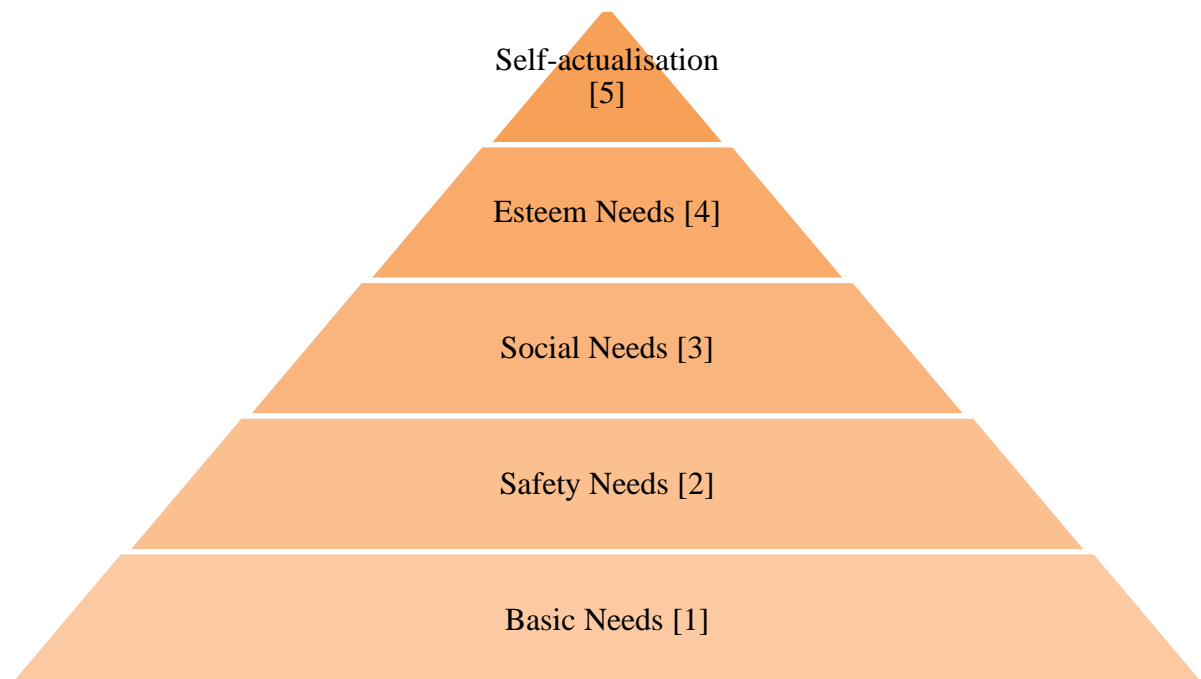 Self-actualisation
[5]
Esteem Needs [4]
Social Needs [3]
Safety Needs [2]
Basic Needs [1]